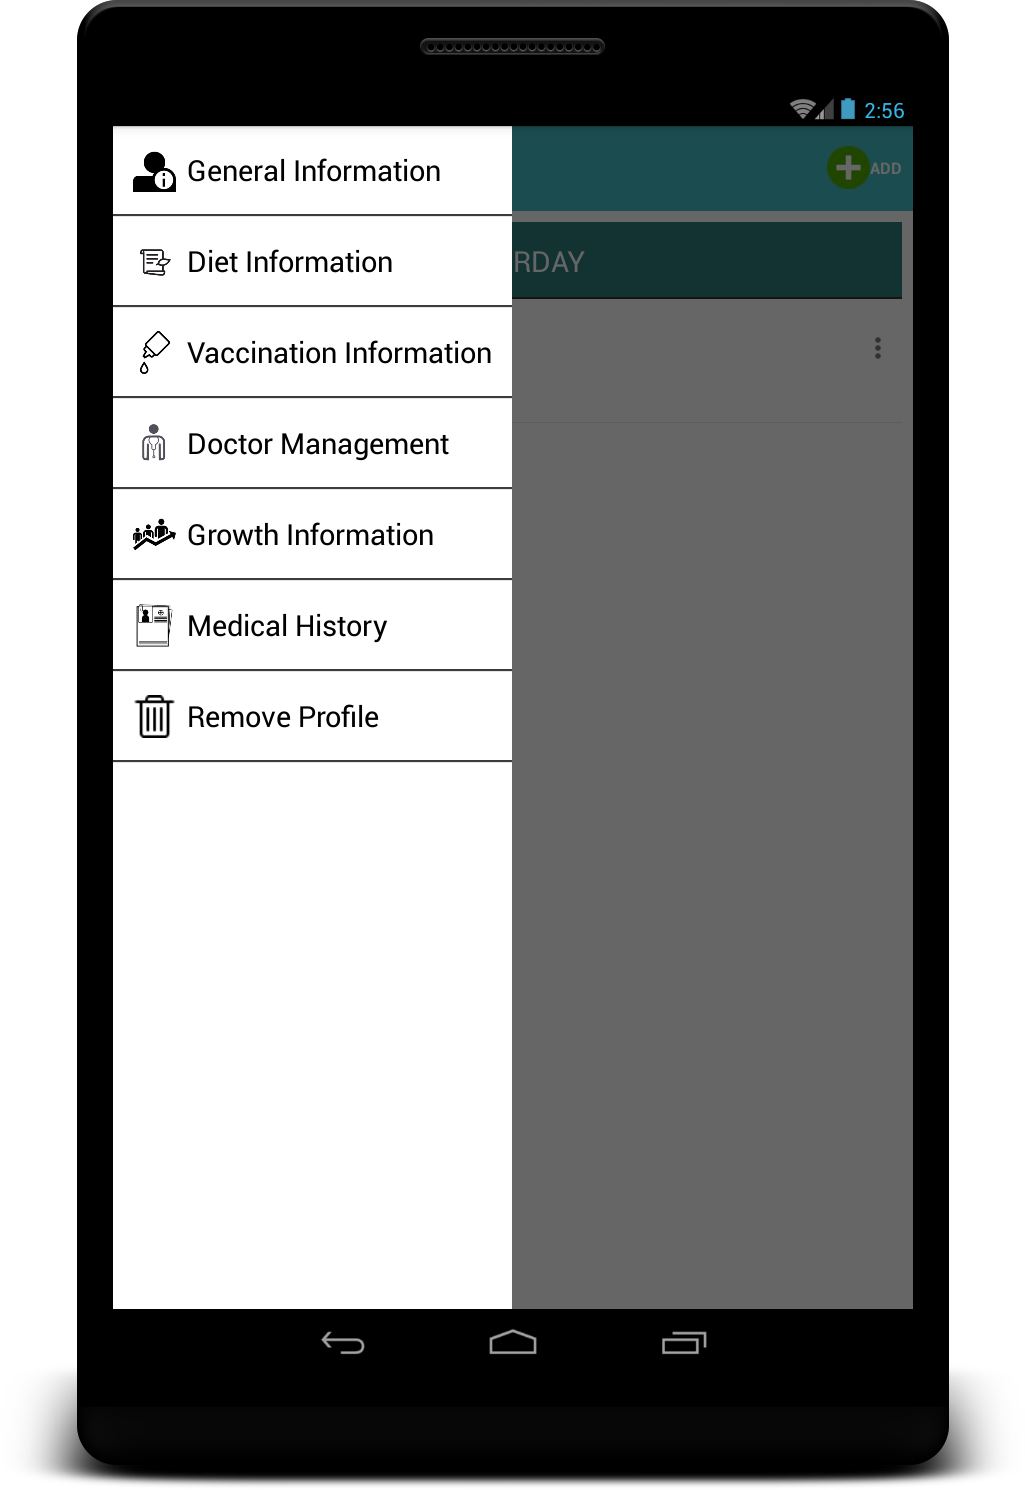 2:56
General Information
ADD
Diet Information
RDAY
Vaccination Information
Doctor Management
Growth Information
Medical History
Remove Profile